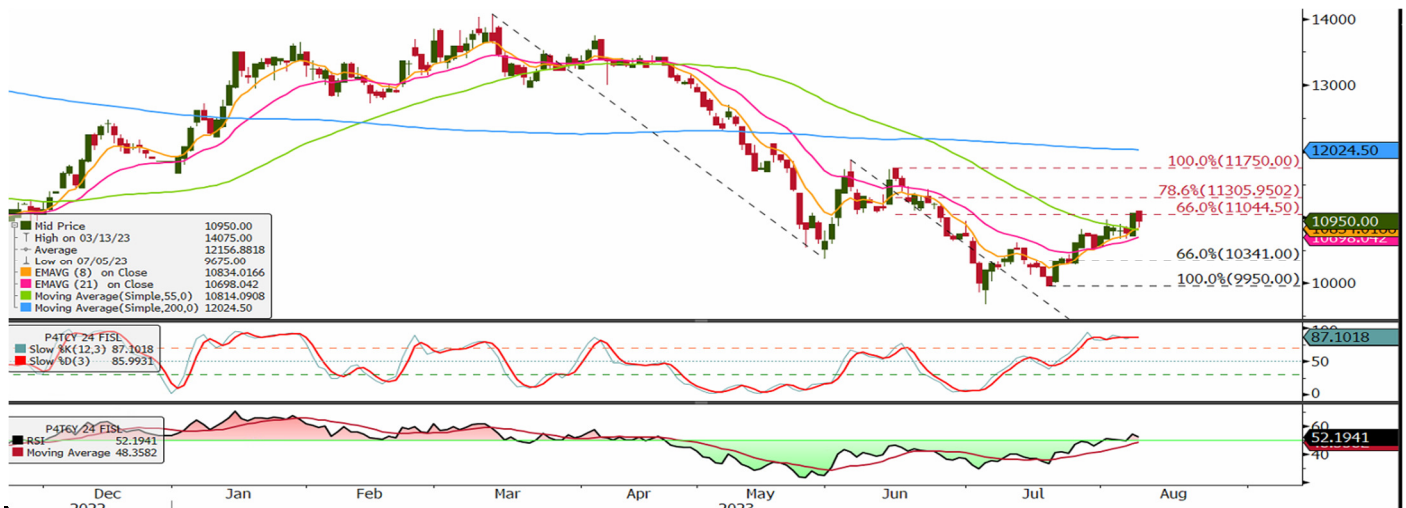 14000
13000
12024.50
100.0%(11750.00)
78.6%(11305.9502)
66.0%(11044.50)
10950.00
10698.042
66.0%(10341.00)
10000
100.0%(9950.00)
Mid Price 10950.00
High on 03/13/23 14075.00
Average 12156.8818
Low on 07/05/23 9675.00
EMAVG (8) on Close 10834.0166
EMAVG (21) on Close 10698.042
Moving Average(Simple,55,0) 10814.0908
Moving Average(Simple,200,0) 12024.50
P4TCY 24 FISL
Slow %K(12,3) 87.1018
Slow %D(3) 85.9931
100
87.1018
50
0
P4TCY 24 FISL
RSI 52.1941
Moving Average 48.3582
60
52.1941
40
Dec Jan Feb Mar Apr May Jun Jul Aug
2022 2023